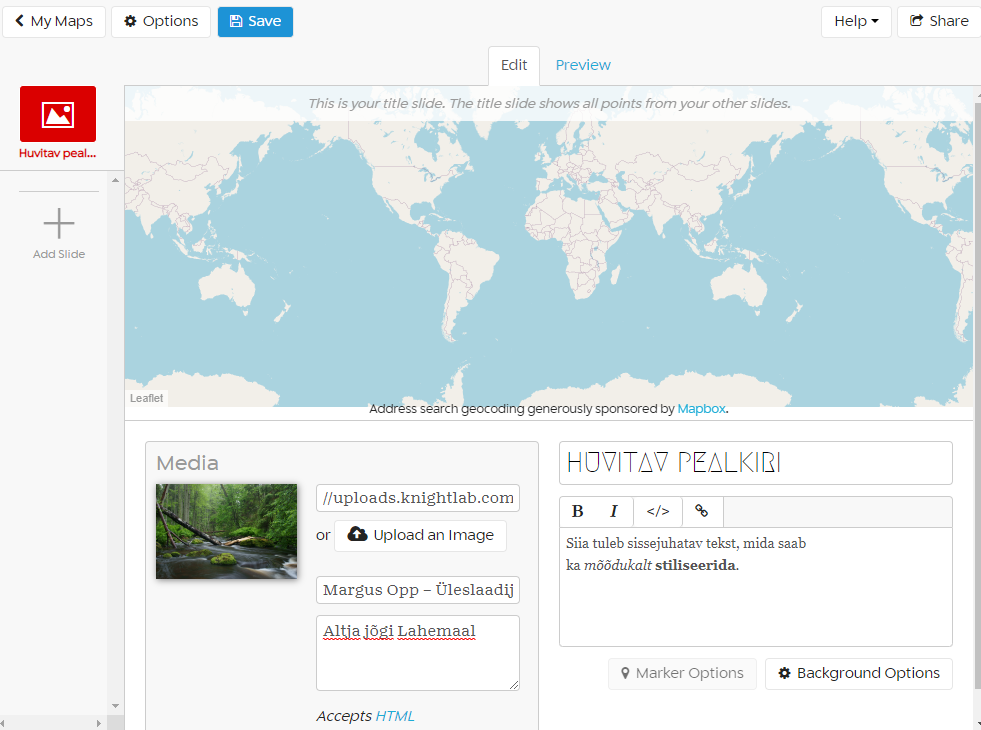 My Maps Options Save Help Share
Edit Preview
This is your title slide. The title slide shows all points from your other slides.
Huvitav peal...
Add Slide
Leaflet
Address search geocoding generously sponsored by Mapbox.
Media
//uploads.knightlab.com
or Upload an Image
Margus Opp – Üleslaadij
Altja jõgi Lahemaal
Accepts HTML
HUVITAV PEALKIRI
B I </>
Siia tuleb sissejuhatav tekst, mida saab
ka mõõdukalt stiliseerida.
Marker Options Background Options